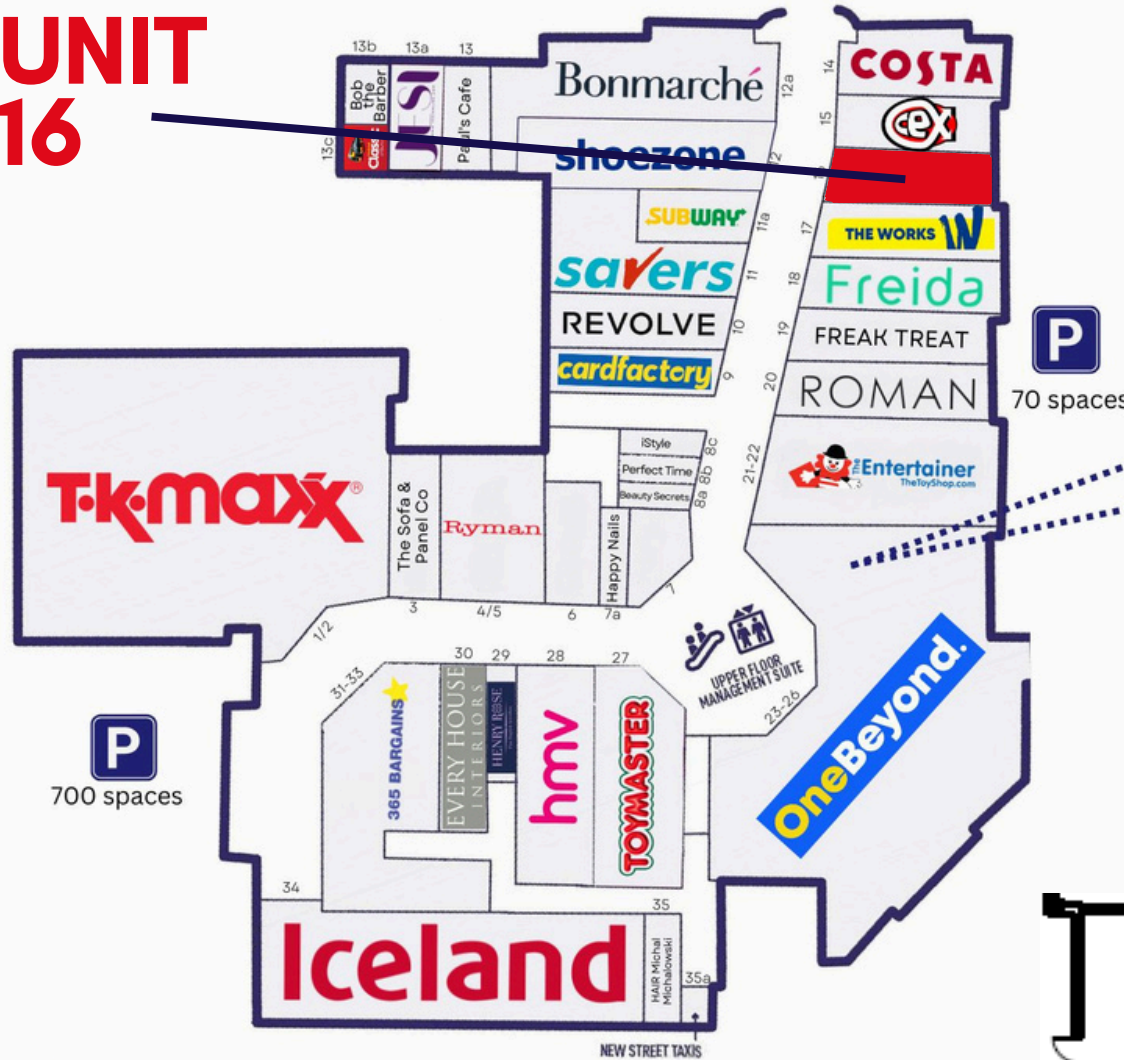 UNIT
16
13b
13a
13
Bob
the
Barber
JESI
Paul's Cafe
13c
Classic
Bonmarché
12a
shoezone
12
SUBWAY
11a
savers
11
REVOLVE
10
cardfactory
9
14
COSTA
15
CeX
THE WORKS
17
Freida
18
FREAK TREAT
19
ROMAN
20
The Entertainer
TheToyShop.com
21-22
P
70 spaces
iStyle
8c
Perfect Time
8b
Beauty Secrets
8a
Happy Nails
7
T·K·maxx®
The Sofa &
Panel Co
Ryman
1/2
3
4/5
6
7a
UPPER FLOOR
MANAGEMENT SUITE
23-26
OneBeyond.
31-33
30
29
28
27
365 BARGAINS
EVERY HOUSE
INTERIORS
HENRY ROSE
hmv
TOYMASTER
P
700 spaces
34
Iceland
35
HAIR Michal
Michalowski
35a
NEW STREET TAXIS